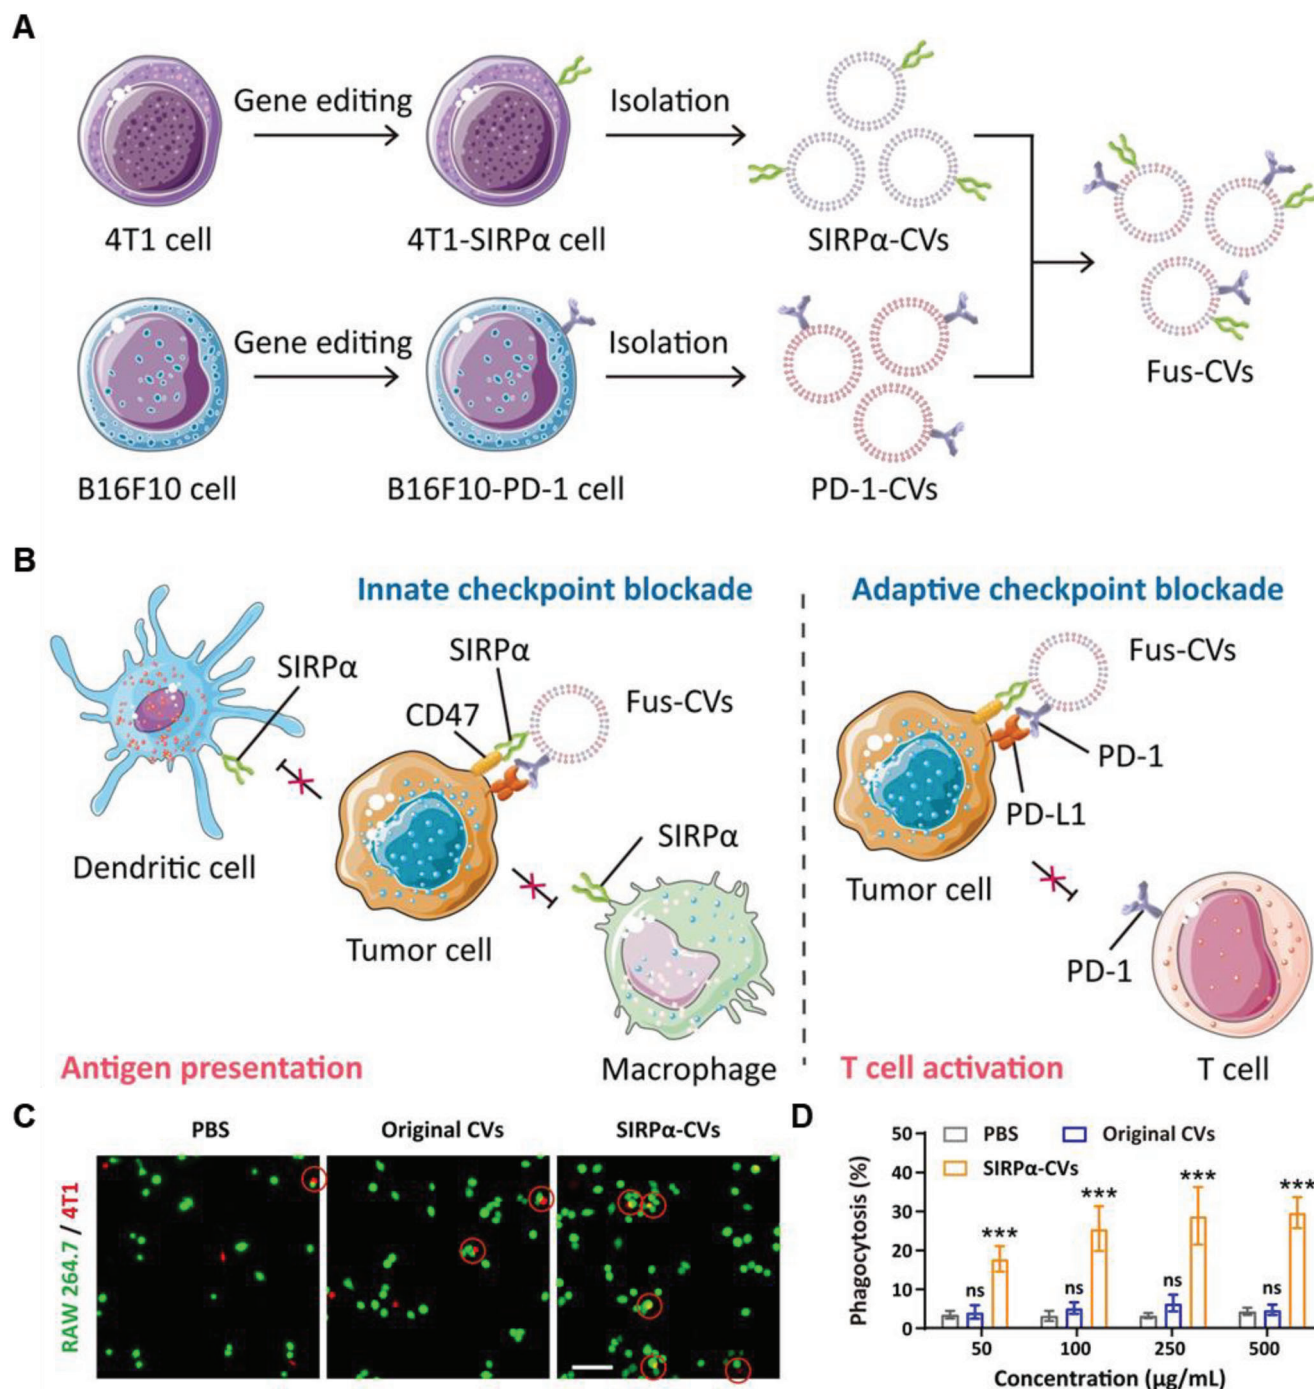 A
Gene editing
Isolation
4T1 cell
4T1-SIRPα cell
SIRPα-CVs
Gene editing
Isolation
Fus-CVs
B16F10 cell
B16F10-PD-1 cell
PD-1-CVs
B
Innate checkpoint blockade
SIRPα
SIRPα
CD47
Fus-CVs
Dendritic cell
SIRPα
Tumor cell
Macrophage
Antigen presentation
Adaptive checkpoint blockade
Fus-CVs
PD-1
PD-L1
Tumor cell
PD-1
T cell activation
T cell
C
PBS
Original CVs
SIRPα-CVs
RAW 264.7 / 4T1
D
PBS
Original CVs
SIRPα-CVs
Phagocytosis (%)
50
40
30
20
10
0
ns
***
ns
***
ns
***
ns
***
50
100
250
500
Concentration (μg/mL)